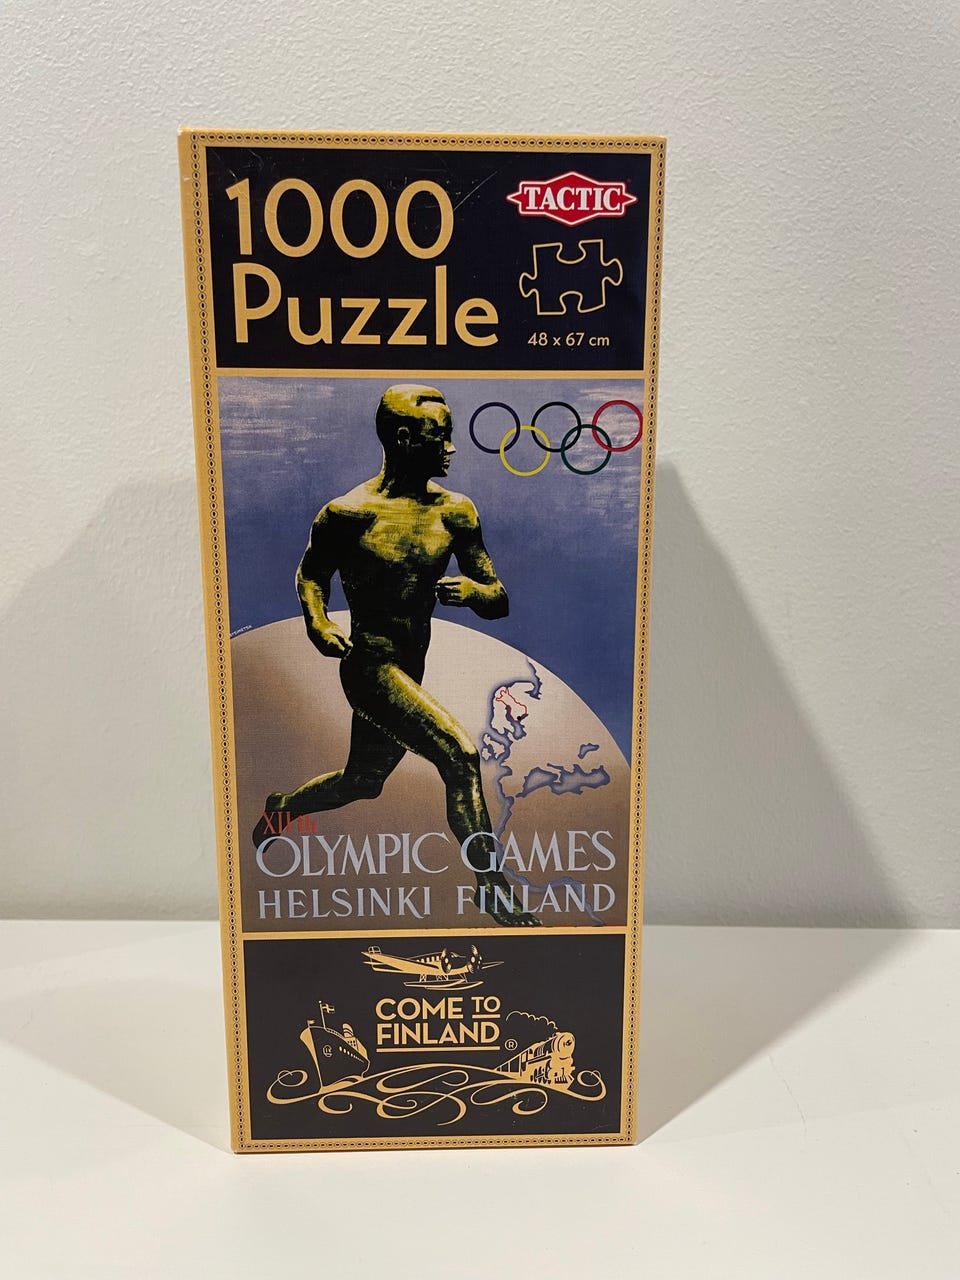 1000
Puzzle
TACTIC
48 x 67 cm
XIIth
OLYMPIC GAMES
HELSINKI FINLAND
COME TO
FINLAND ®